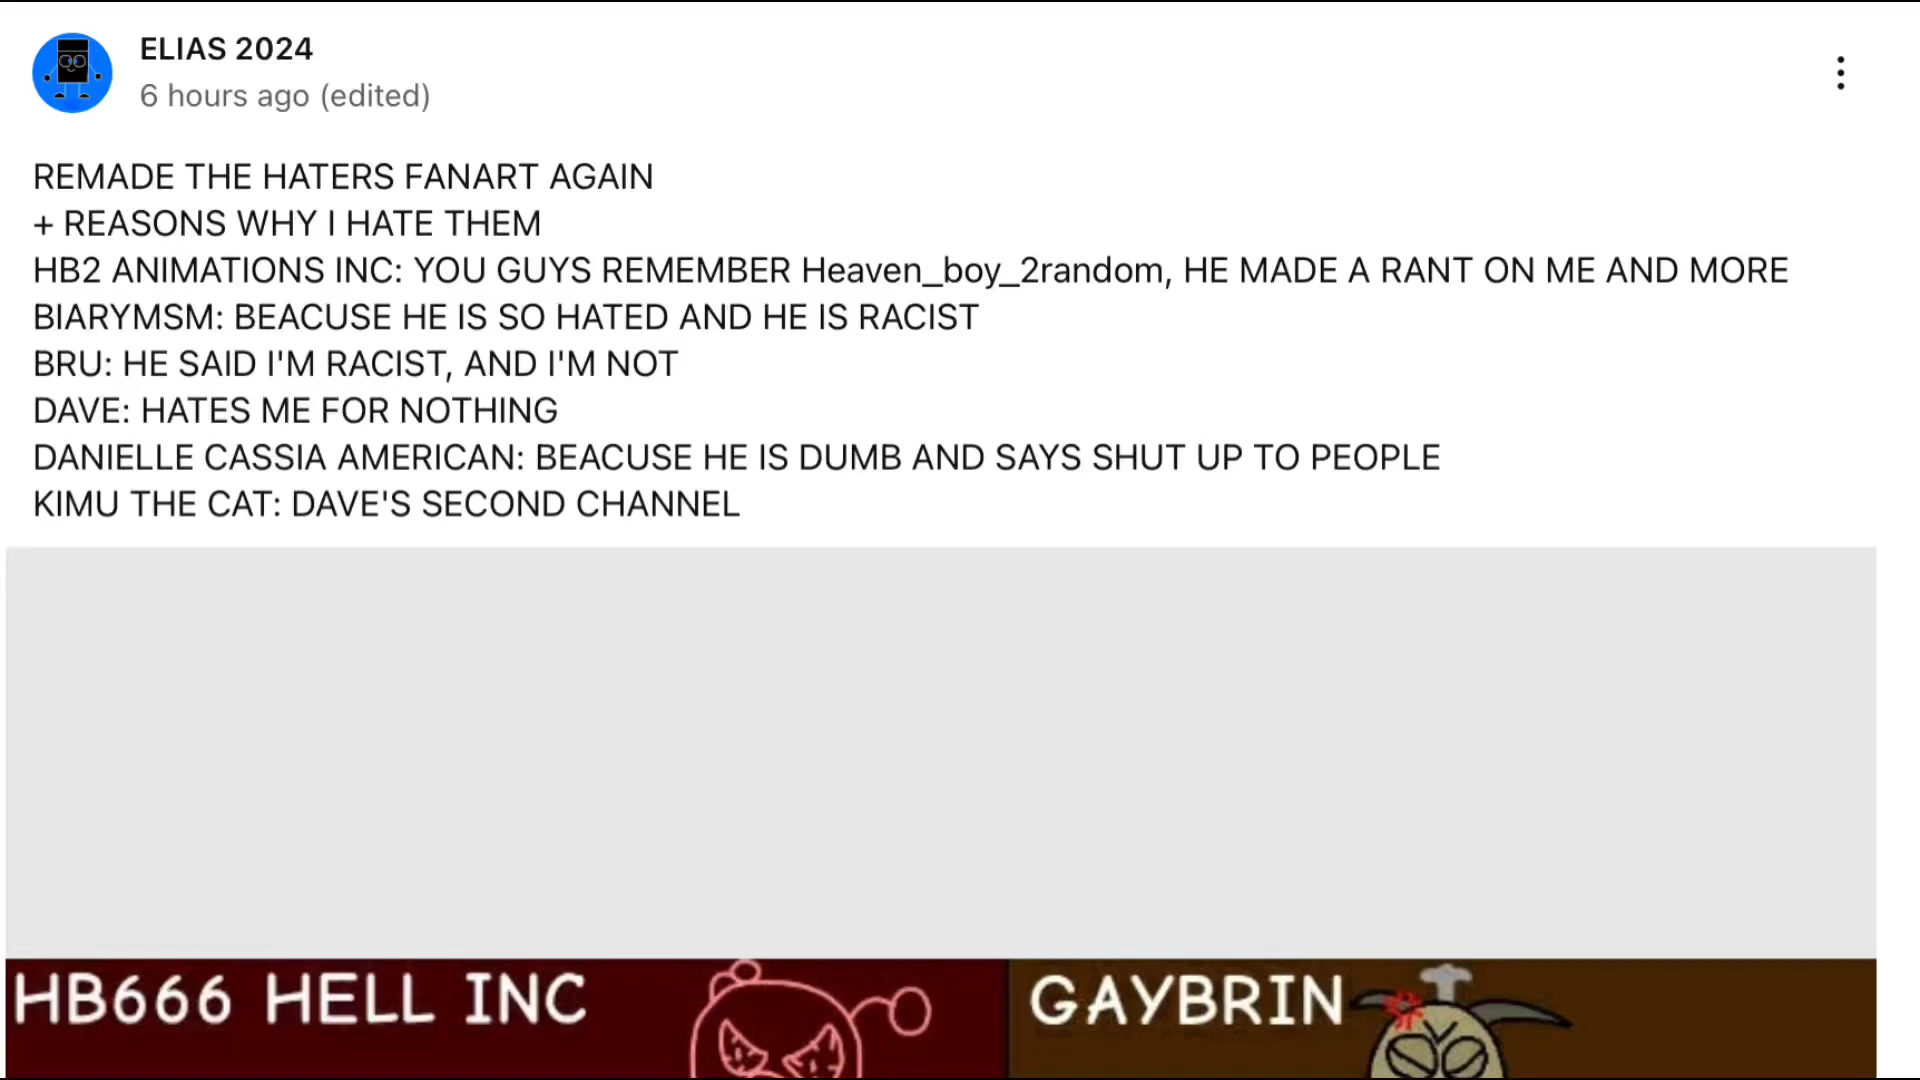 ELIAS 2024
6 hours ago (edited)
REMADE THE HATERS FANART AGAIN
+ REASONS WHY I HATE THEM
HB2 ANIMATIONS INC: YOU GUYS REMEMBER Heaven_boy_2random, HE MADE A RANT ON ME AND MORE
BIARYMSM: BEACUSE HE IS SO HATED AND HE IS RACIST
BRU: HE SAID I'M RACIST, AND I'M NOT
DAVE: HATES ME FOR NOTHING
DANIELLE CASSIA AMERICAN: BEACUSE HE IS DUMB AND SAYS SHUT UP TO PEOPLE
KIMU THE CAT: DAVE'S SECOND CHANNEL
HB666 HELL INC
GAYBRIN